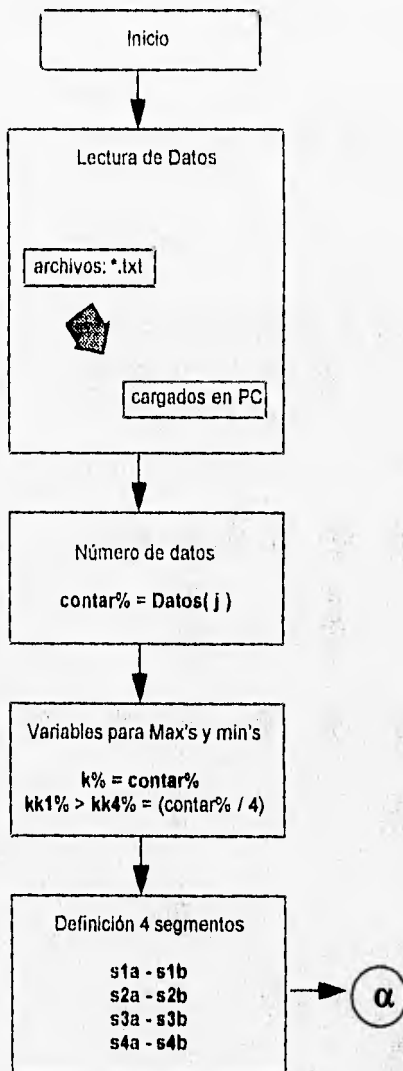 Inicio
Lectura de Datos
archivos: *.txt
cargados en PC
Número de datos
contar% = Datos( j )
Variables para Max's y min's
k% = contar%
kk1% > kk4% = (contar% / 4)
Definición 4 segmentos
s1a - s1b
s2a - s2b
s3a - s3b
s4a - s4b
α